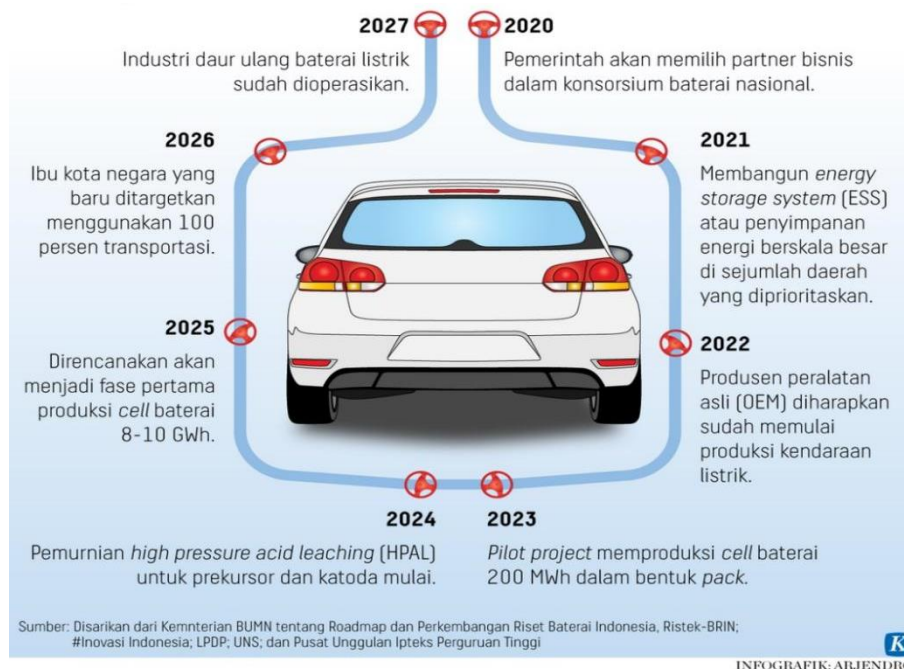 2020
Pemerintah akan memilih partner bisnis
dalam konsorsium baterai nasional.
2021
Membangun energy
storage system (ESS)
atau penyimpanan
energi berskala besar
di sejumlah daerah
yang diprioritaskan.
2022
Produsen peralatan
asli (OEM) diharapkan
sudah memulai
produksi kendaraan
listrik.
2023
Pilot project memproduksi cell baterai
200 MWh dalam bentuk pack.
2024
Pemurnian high pressure acid leaching (HPAL)
untuk prekursor dan katoda mulai.
2025
Direncanakan akan
menjadi fase pertama
produksi cell baterai
8-10 GWh.
2026
Ibu kota negara yang
baru ditargetkan
menggunakan 100
persen transportasi.
2027
Industri daur ulang baterai listrik
sudah dioperasikan.
Sumber: Disarikan dari Kemnterian BUMN tentang Roadmap dan Perkembangan Riset Baterai Indonesia, Ristek-BRIN;
#Inovasi Indonesia; LPDP; UNS; dan Pusat Unggulan Ipteks Perguruan Tinggi
K
INFOGRAFIK: